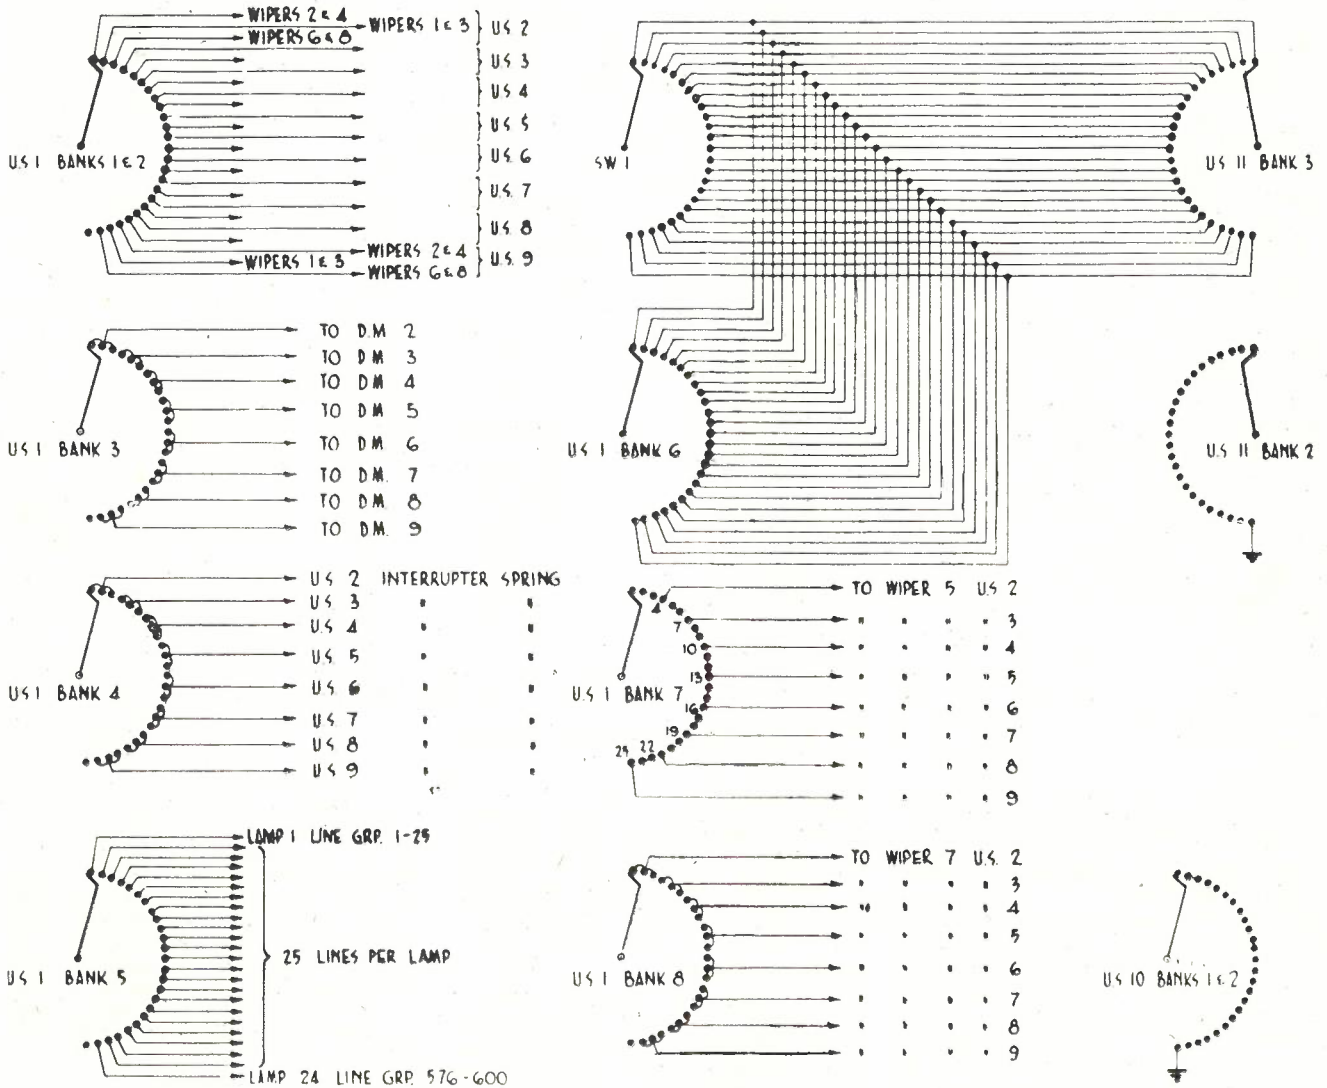 WIPERS 2 & 4
WIPERS 1 & 3
WIPERS 6 & 8
U.S. 2
U.S. 3
U.S. 4
U.S. 5
U.S. 6
U.S. 7
U.S. 8
U.S. 9
U.S 1 BANKS 1 & 2
WIPERS 2 & 4
WIPERS 1 & 3
WIPERS 6 & 8
SW 1
U.S 11 BANK 3
TO D.M 2
TO D M 3
TO DM 4
TO D M 5
TO DM 6
TO DM. 7
TO DM 8
TO DM. 9
U S 1 BANK 3
U S 1 BANK 6
U.S 11 BANK 2
U S 2 INTERRUPTER SPRING
U S 3 " "
U.S 4 " "
U S. 5 " "
U S. 6 " "
U S 7 " "
U S 8 " "
U S 9 " "
U S 1 BANK 4
TO WIPER 5 U.S 2
" " " " 3
" " " " 4
" " " " 5
" " " " 6
" " " " 7
" " " " 8
" " " " 9
4
7
10
13
16
19
22
25
U.S 1 BANK 7
LAMP 1 LINE GRP. 1-25
25 LINES PER LAMP
LAMP 24 LINE GRP. 576-600
U S 1 BANK 5
TO WIPER 7 U.S. 2
" " " " 3
" " " " 4
" " " " 5
" " " " 6
" " " " 7
" " " " 8
" " " " 9
U S 1 BANK 8
U.S 10 BANKS 1 & 2